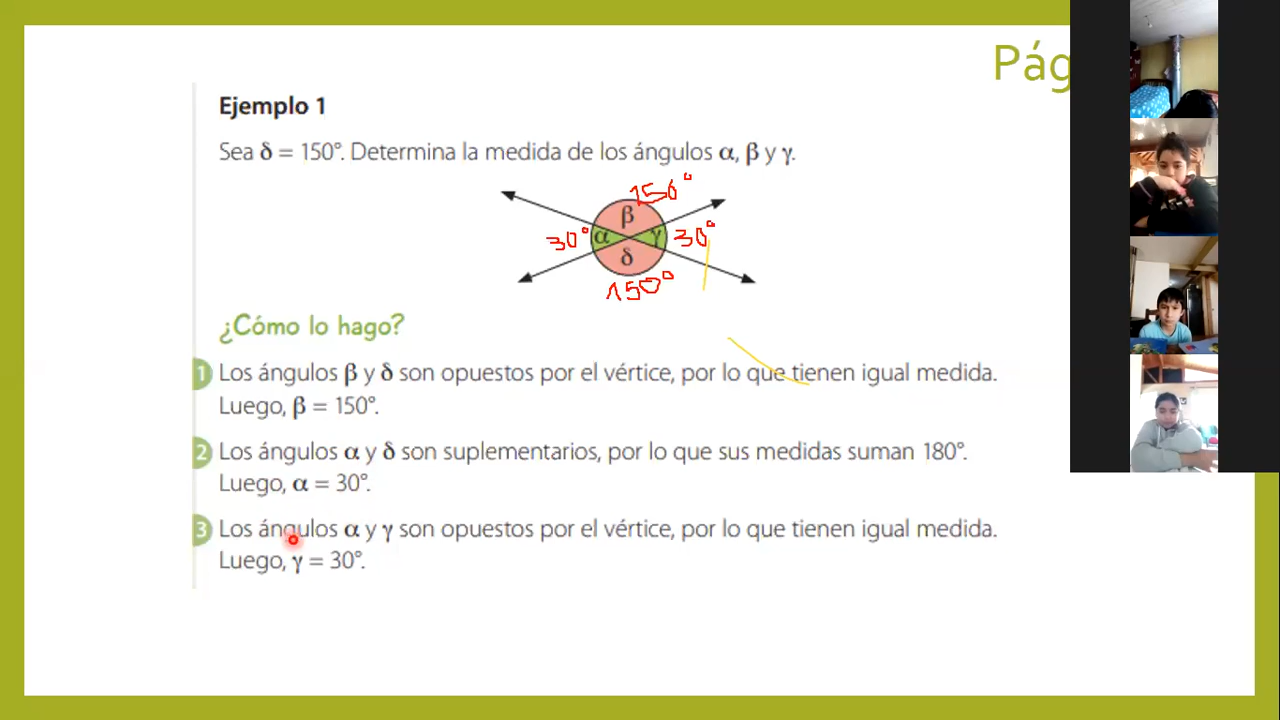 Pág
Ejemplo 1
Sea δ = 150°. Determina la medida de los ángulos α, β y γ.
150°
β
30° α γ 30°
δ
150°
¿Cómo lo hago?
1 Los ángulos β y δ son opuestos por el vértice, por lo que tienen igual medida.
Luego, β = 150°.
2 Los ángulos α y δ son suplementarios, por lo que sus medidas suman 180°.
Luego, α = 30°.
3 Los ángulos α y γ son opuestos por el vértice, por lo que tienen igual medida.
Luego, γ = 30°.